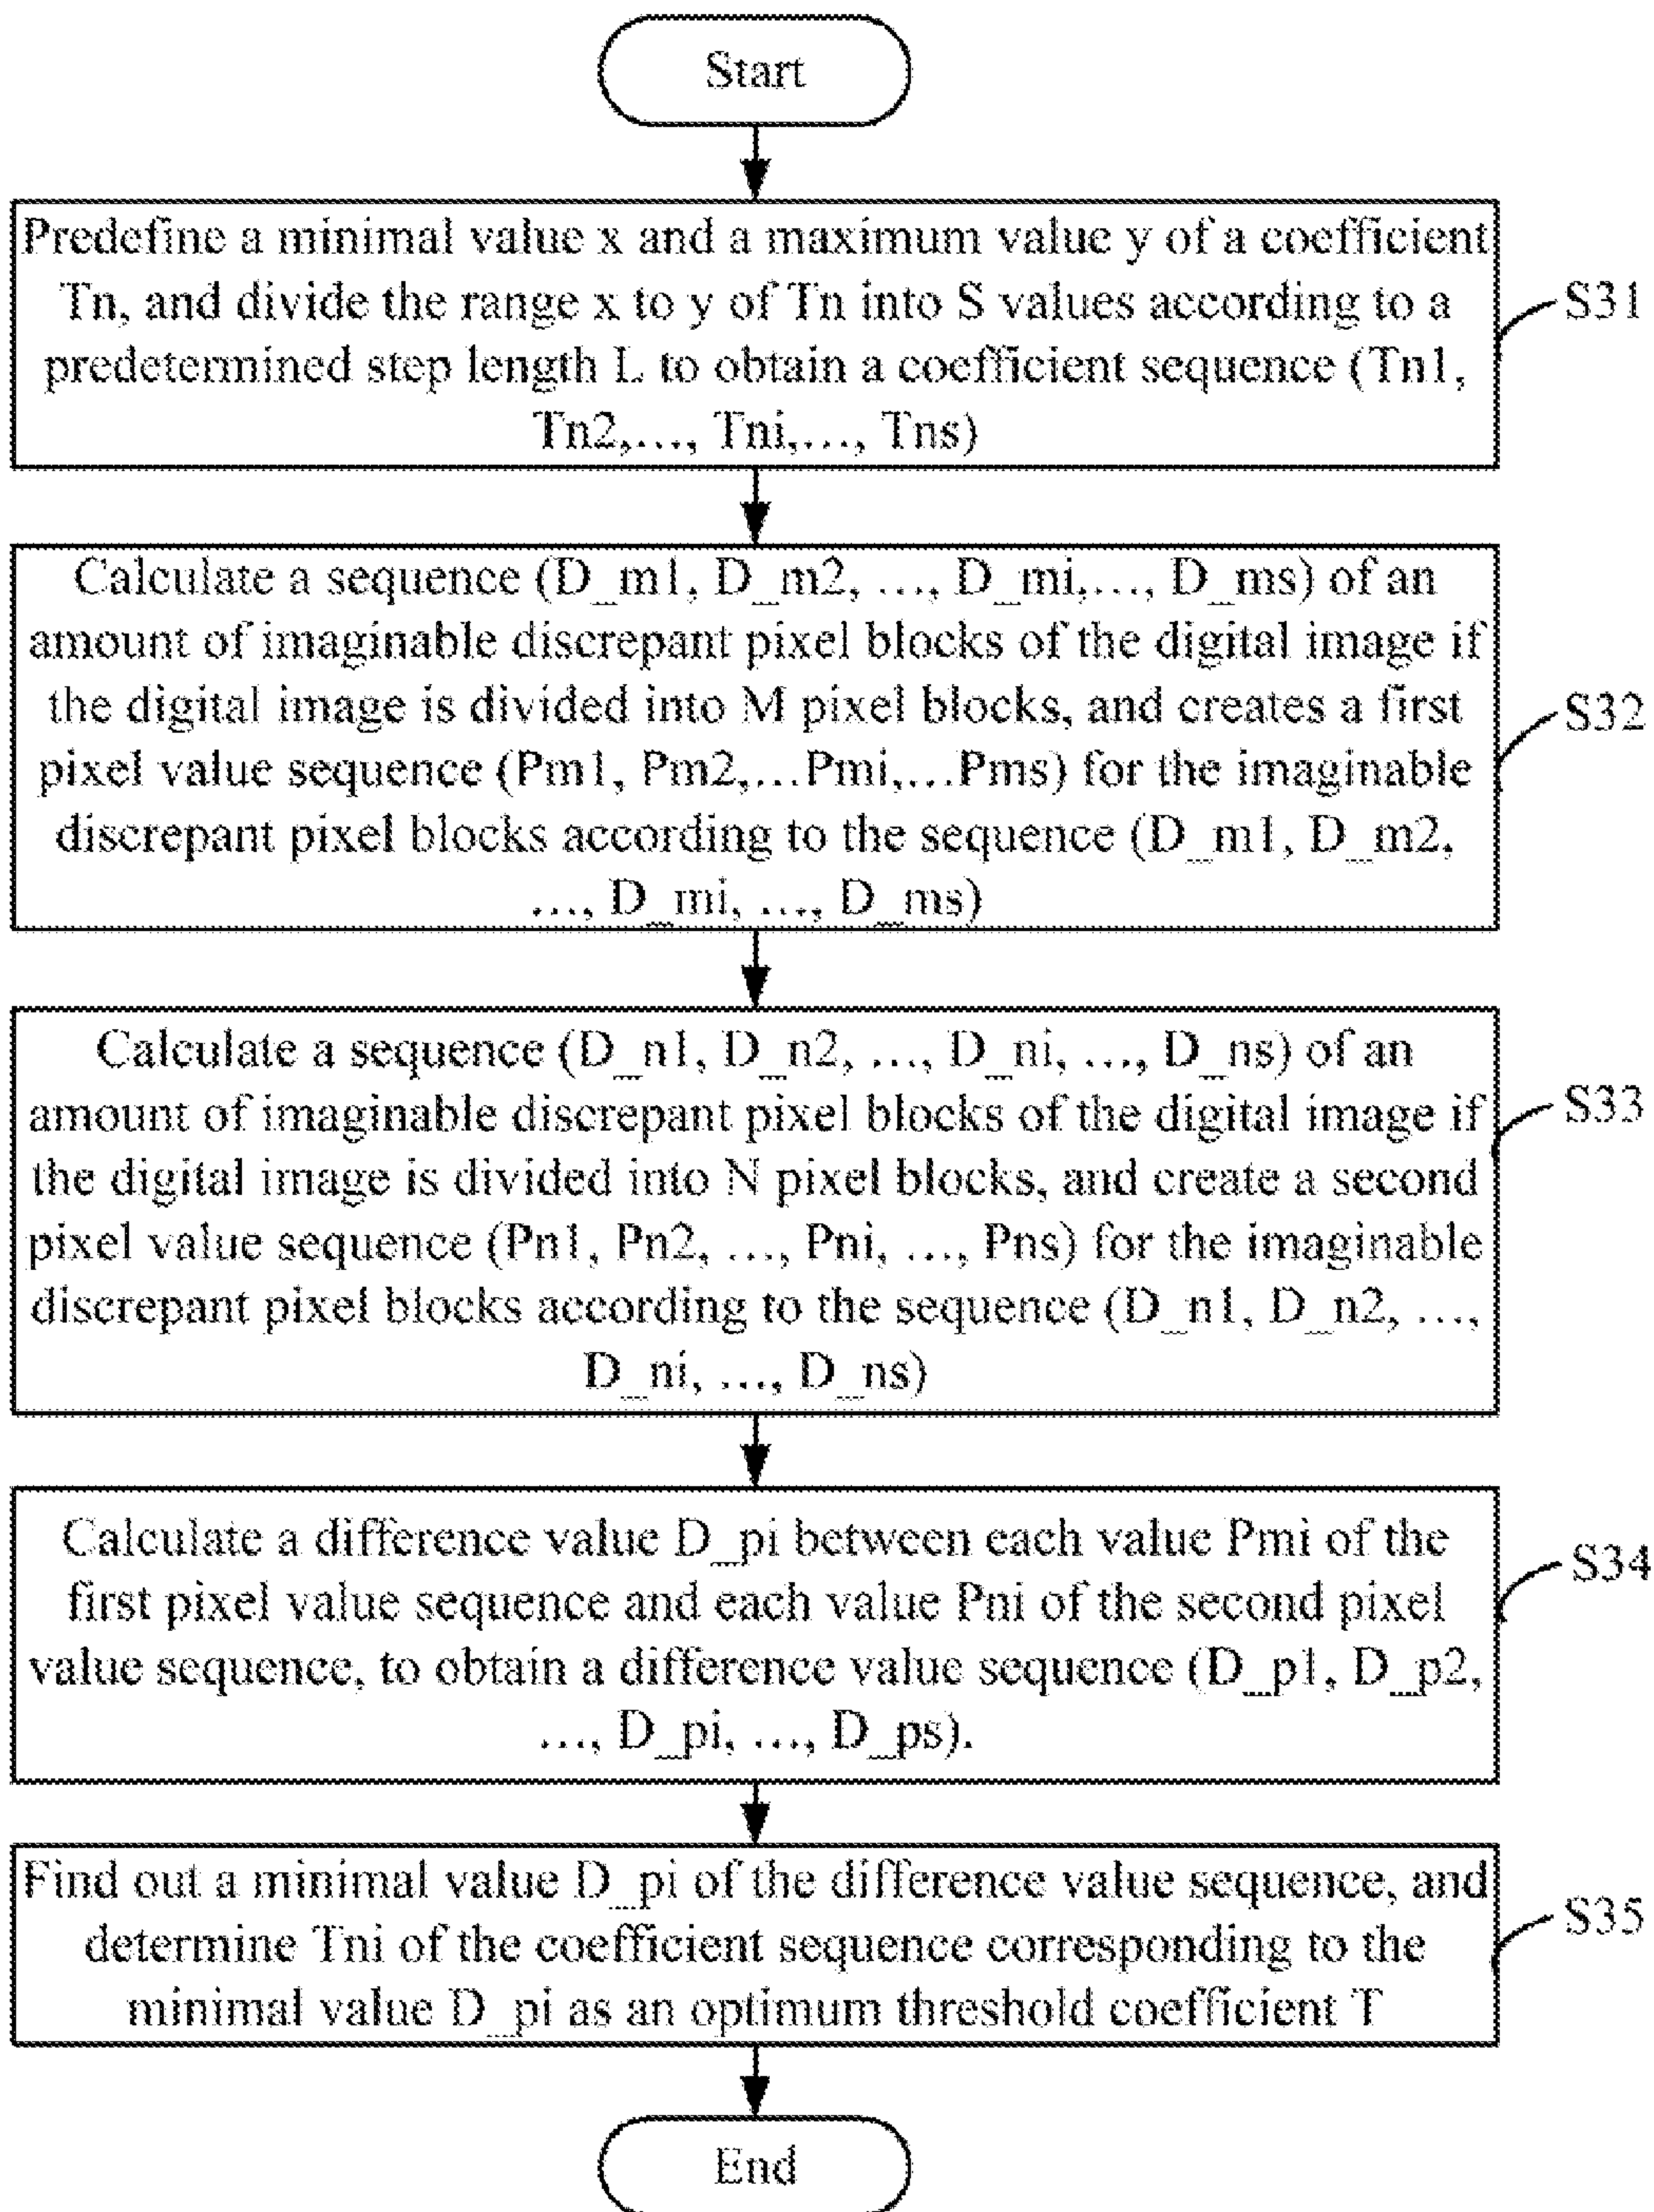 Start
Predefine a minimal value x and a maximum value y of a coefficient
Tn, and divide the range x to y of Tn into S values according to a
predetermined step length L to obtain a coefficient sequence (Tn1,
Tn2,…, Tni,…, Tns)
S31
Calculate a sequence (D_m1, D_m2, …, D_mi,…, D_ms) of an
amount of imaginable discrepant pixel blocks of the digital image if
the digital image is divided into M pixel blocks, and creates a first
pixel value sequence (Pm1, Pm2,…Pmi,…Pms) for the imaginable
discrepant pixel blocks according to the sequence (D_m1, D_m2,
…, D_mi, …, D_ms)
S32
Calculate a sequence (D_n1, D_n2, …, D_ni, …, D_ns) of an
amount of imaginable discrepant pixel blocks of the digital image if
the digital image is divided into N pixel blocks, and create a second
pixel value sequence (Pn1, Pn2, …, Pni, …, Pns) for the imaginable
discrepant pixel blocks according to the sequence (D_n1, D_n2, …,
D_ni, …, D_ns)
S33
Calculate a difference value D_pi between each value Pmi of the
first pixel value sequence and each value Pni of the second pixel
value sequence, to obtain a difference value sequence (D_p1, D_p2,
…, D_pi, …, D_ps).
S34
Find out a minimal value D_pi of the difference value sequence, and
determine Tni of the coefficient sequence corresponding to the
minimal value D_pi as an optimum threshold coefficient T
S35
End